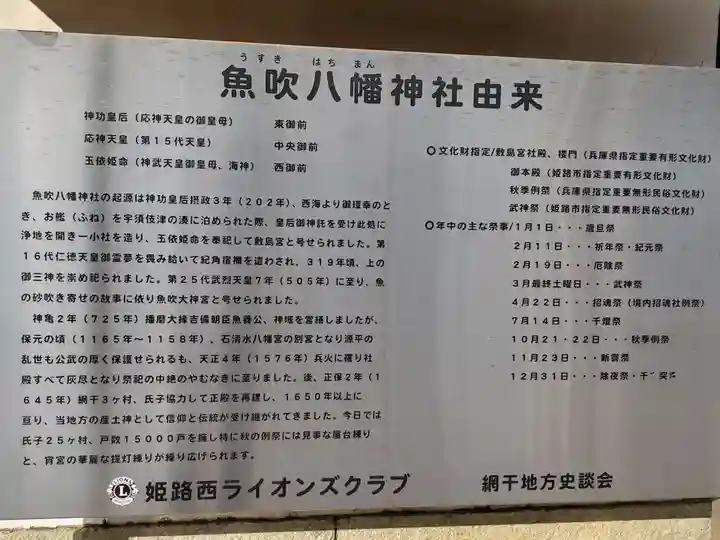 うすき はち まん
魚吹八幡神社由来
神功皇后（応神天皇の御皇母） 東御前
応神天皇（第１５代天皇） 中央御前
玉依姫命（神武天皇御皇母、海神） 西御前
魚吹八幡神社の起源は神功皇后摂政３年（２０２年）、西海より御還幸のと
き、お艦（ふね）を宇須伎津の湊に泊められた際、皇后御神託を受け此処に
浄地を開き一小社を造り、玉依姫命を奉祀して敷島宮と号せられました。第
１６代仁徳天皇御霊夢を畏み給いて紀角宿禰を遣わされ、３１９年頃、上の
御三神を崇め祀られました。第２５代武烈天皇７年（５０５年）に至り、魚
の砂吹き寄せの故事に依り魚吹大神宮と号せられました。
神亀２年（７２５年）播磨大掾吉備朝臣魚養公、神域を営繕しましたが、
保元の頃（１１６５年～１１５８年）、石清水八幡宮の別宮となり源平の
乱世も公武の厚く保護せられるも、天正４年（１５７６年）兵火に罹り社
殿すべて灰尽となり祭祀の中絶のやむなきに至りました。後、正保２年（１
６４５年）網干３ヶ村、氏子協力して正殿を再建し、１６５０年以上に
亘り、当地方の産土神として信仰と伝統が受け継がれてきました。今日では
氏子２５ヶ村、戸数１５０００戸を擁し特に秋の例祭には見事な屋台練り
と、宵宮の華麗な提灯練りが繰り広げられます。
〇文化財指定/敷島宮社殿、楼門（兵庫県指定重要有形文化財）
御本殿（姫路市指定重要有形文化財）
秋季例祭（兵庫県指定重要無形民俗文化財）
武神祭（姫路市指定重要無形民俗文化財）
〇年中の主な祭事/１月１日・・・歳旦祭
２月１１日・・・祈年祭・紀元祭
２月１９日・・・厄除祭
３月最終土曜日・・・武神祭
４月２２日・・・招魂祭（境内招魂社例祭）
７月１４日・・・千燈祭
１０月２１・２２日・・・秋季例祭
１１月２３日・・・新嘗祭
１２月３１日・・・除夜祭・
LIONS
L
姫路西ライオンズクラブ 網干地方史談会